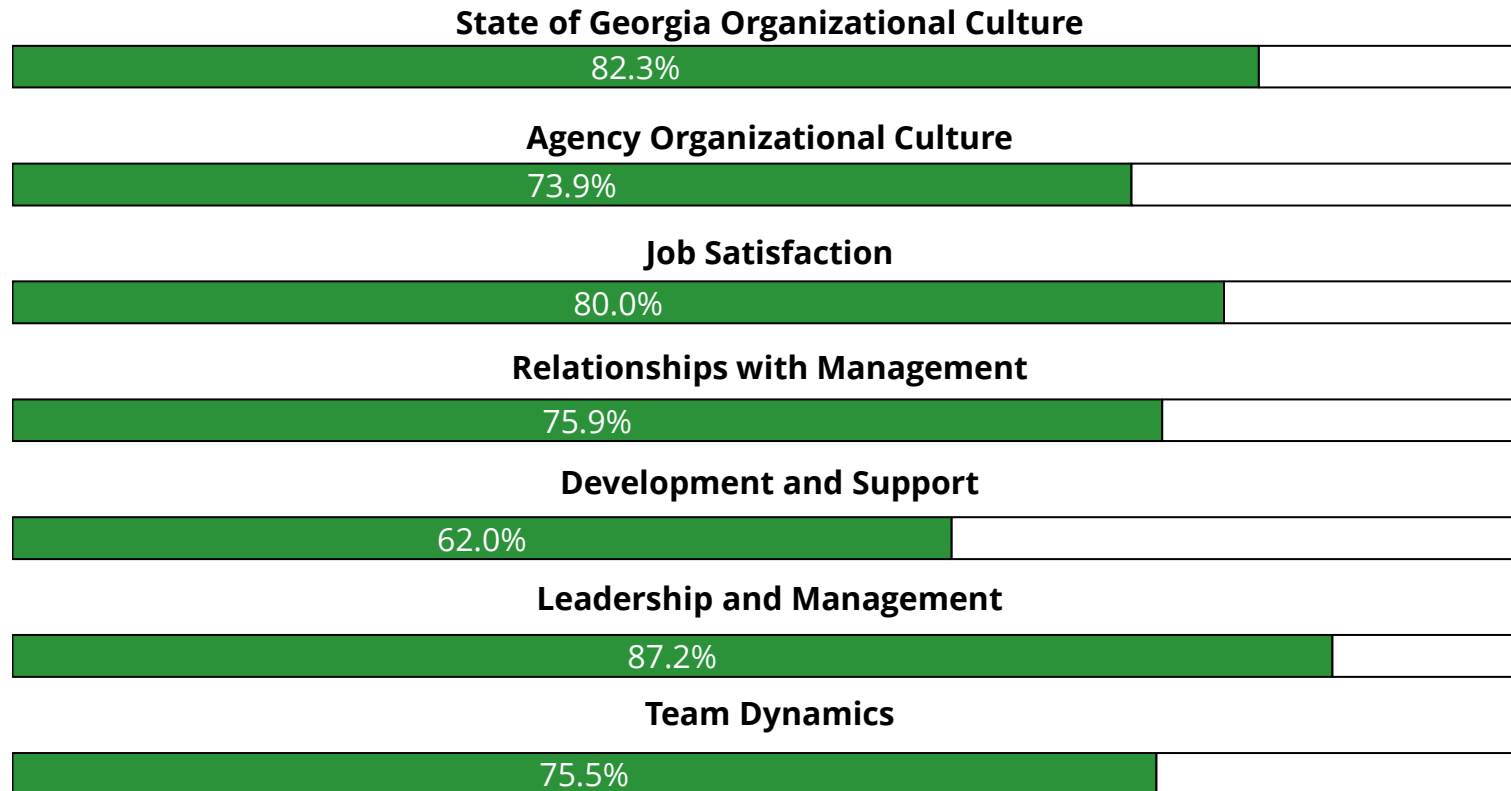 State of Georgia Organizational Culture
82.3%
Agency Organizational Culture
73.9%
Job Satisfaction
80.0%
Relationships with Management
75.9%
Development and Support
62.0%
Leadership and Management
87.2%
Team Dynamics
75.5%